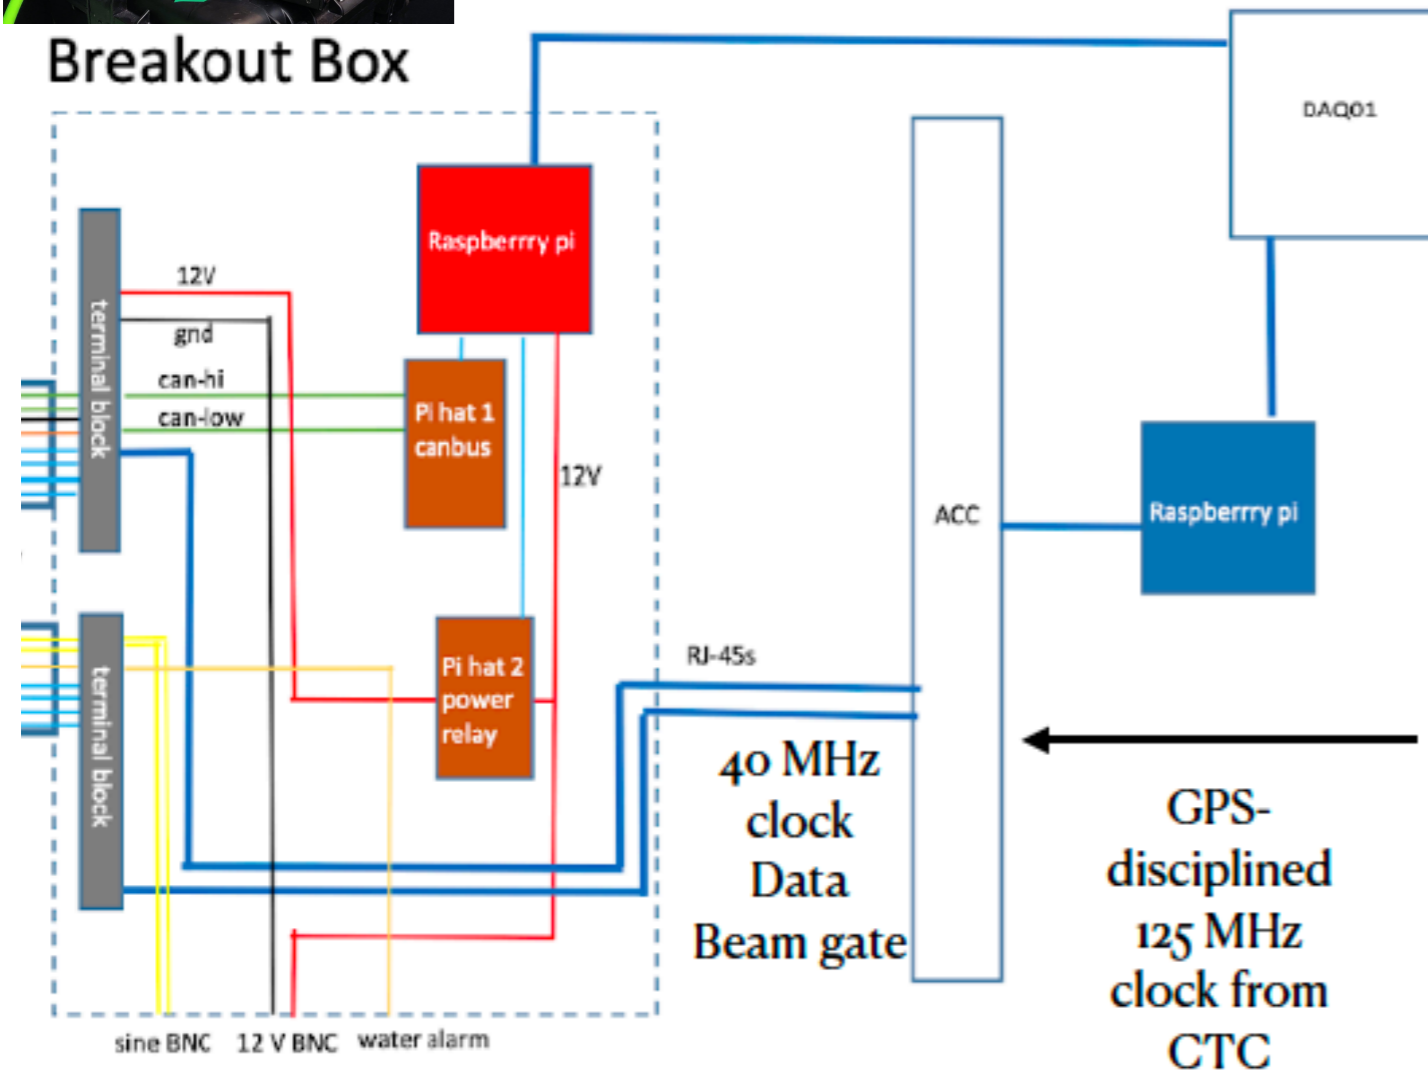 Breakout Box
DAQ01
Raspberrry pi
12V
terminal block
gnd
can-hi
can-low
Pi hat 1
canbus
12V
ACC
Raspberrry pi
RJ-45s
terminal block
Pi hat 2
power
relay
40 MHz
clock
Data
Beam gate
GPS-
disciplined
125 MHz
clock from
CTC
sine BNC
12 V BNC
water alarm